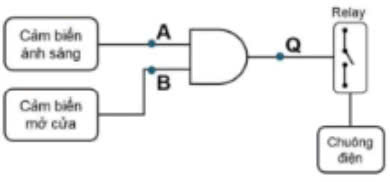 Relay
Cảm biến
ánh sáng
A
Q
B
Cảm biến
mở cửa
Chuông
điện